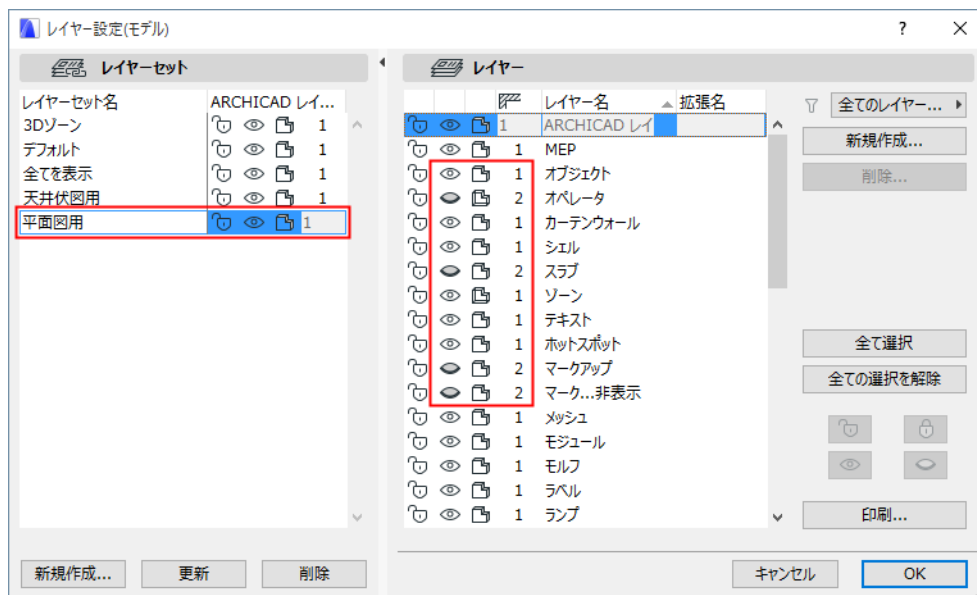 レイヤー設定(モデル)
?
レイヤーセット
レイヤー
レイヤーセット名 ARCHICAD レイ...
3Dゾーン 1
デフォルト 1
全てを表示 1
天井伏図用 1
平面図用 1
新規作成... 更新 削除
レイヤー名 拡張名
1 ARCHICAD レイ
1 MEP
1 オブジェクト
2 オペレータ
1 カーテンウォール
1 シェル
2 スラブ
1 ゾーン
1 テキスト
1 ホットスポット
2 マークアップ
2 マーク...非表示
1 メッシュ
1 モジュール
1 モルフ
1 ラベル
1 ランプ
全てのレイヤー...
新規作成...
削除...
全て選択
全ての選択を解除
印刷...
キャンセル OK